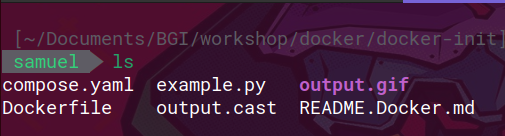 [~/Documents/BGI/workshop/docker/docker-init]
samuel ls
compose.yaml example.py output.gif
Dockerfile output.cast README.Docker.md